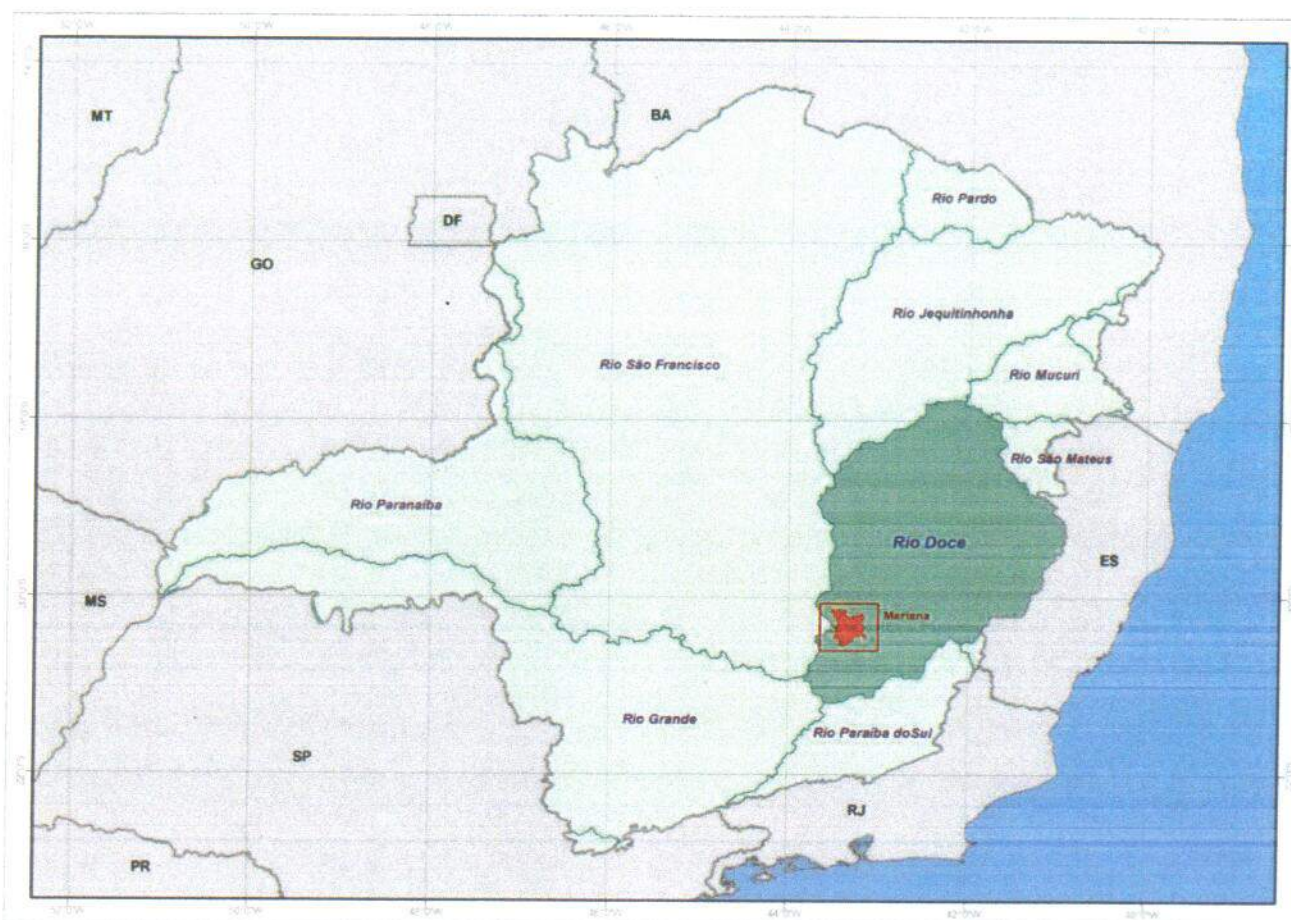 MT
BA
Rio Pardo
DF
GO
Rio Jequitinhonha
Rio São Francisco
Rio Mucuri
Rio São Mateus
Rio Paranaíba
Rio Doce
ES
MS
Mariana
Rio Grande
Rio Paraíba doSul
SP
RJ
PR